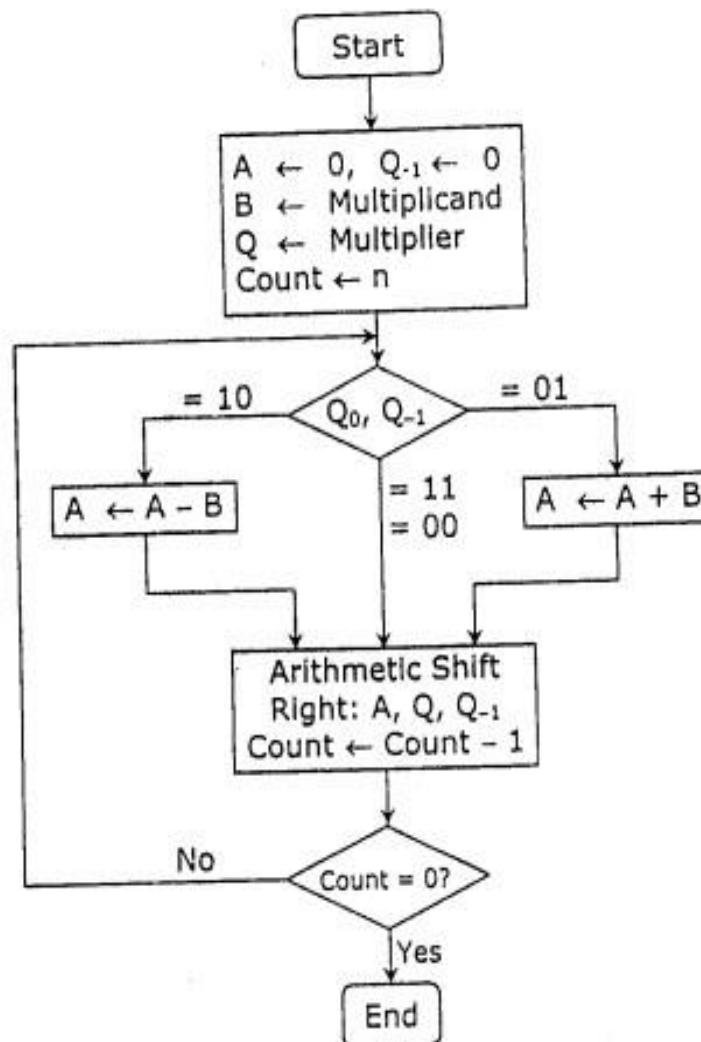 Start
A ← 0, Q₋₁ ← 0
B ← Multiplicand
Q ← Multiplier
Count ← n
= 10
Q₀, Q₋₁
= 01
A ← A – B
= 11
= 00
A ← A + B
Arithmetic Shift
Right: A, Q, Q₋₁
Count ← Count – 1
No
Count = 0?
Yes
End